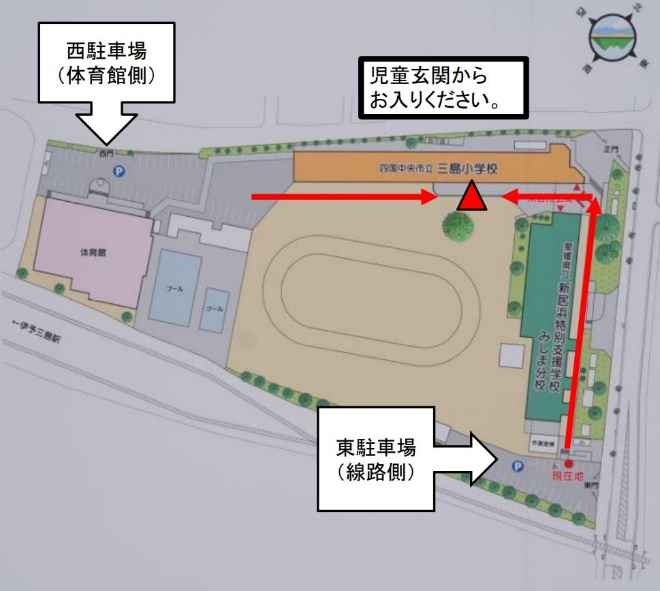 西駐車場
（体育館側）
児童玄関から
お入りください。
西門
正門
四国中央市立 三島小学校
体育館
プール
プール
愛媛県立 新居浜特別支援学校
みしま分校
←伊予三島駅
東駐車場
（線路側）
P
P
現在地
東門